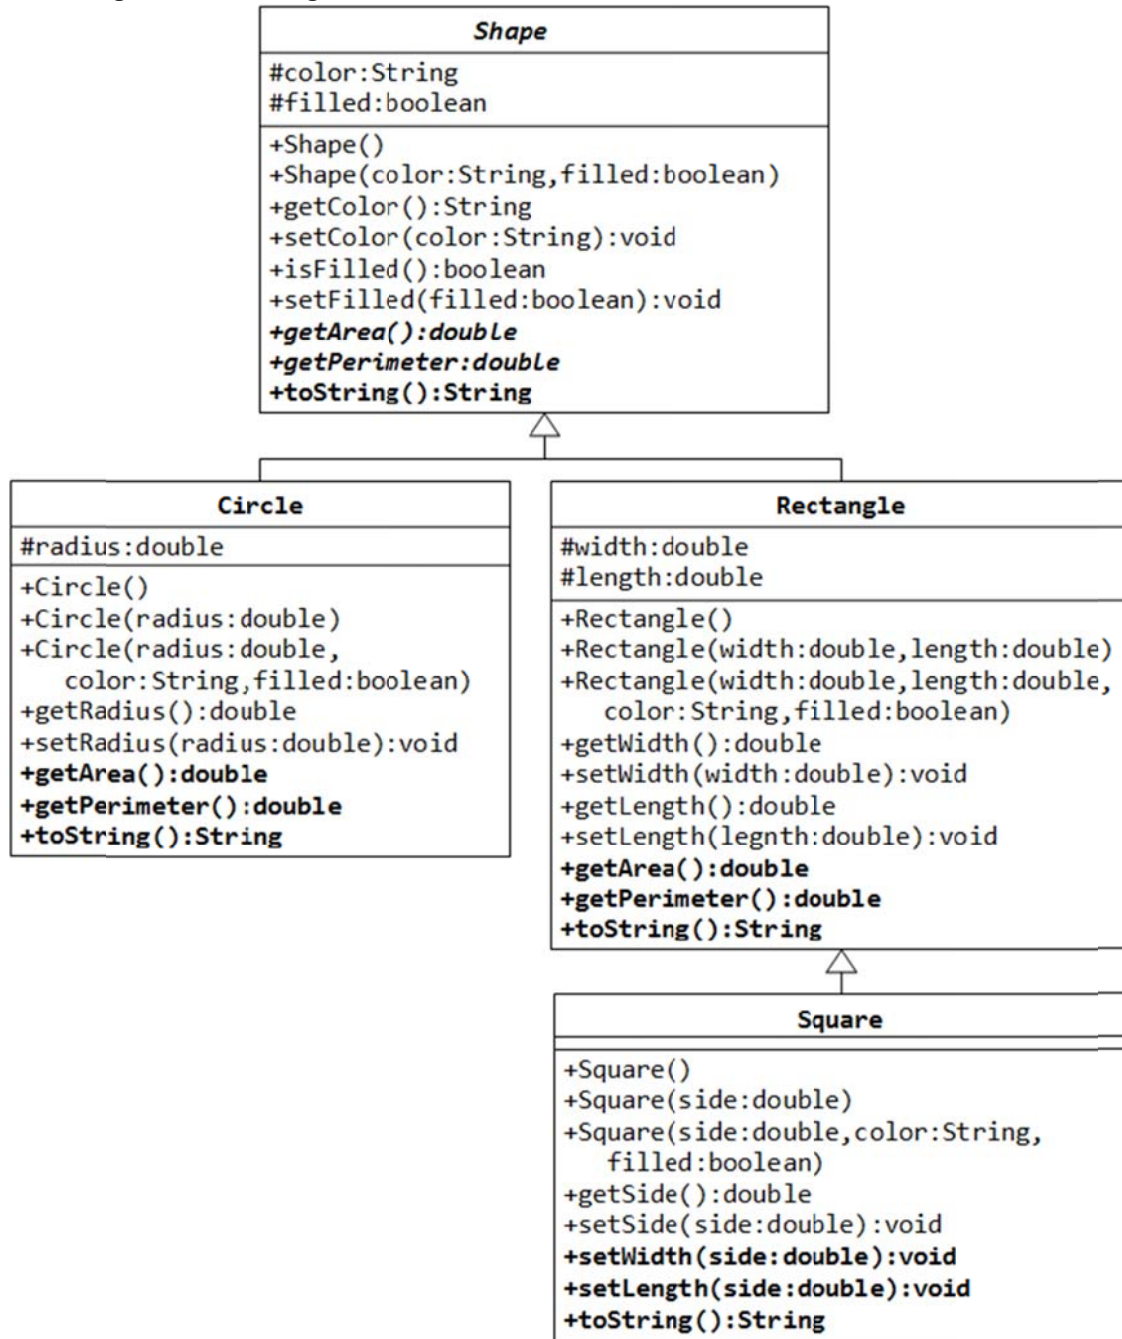 Shape
#color:String
#filled:boolean
+Shape()
+Shape(color:String,filled:boolean)
+getColor():String
+setColor(color:String):void
+isFilled():boolean
+setFilled(filled:boolean):void
+getArea():double
+getPerimeter:double
+toString():String
Circle
#radius:double
+Circle()
+Circle(radius:double)
+Circle(radius:double,
color:String,filled:boolean)
+getRadius():double
+setRadius(radius:double):void
+getArea():double
+getPerimeter():double
+toString():String
Rectangle
#width:double
#length:double
+Rectangle()
+Rectangle(width:double,length:double)
+Rectangle(width:double,length:double,
color:String,filled:boolean)
+getWidth():double
+setWidth(width:double):void
+getLength():double
+setLength(legnth:double):void
+getArea():double
+getPerimeter():double
+toString():String
Square
+Square()
+Square(side:double)
+Square(side:double,color:String,
filled:boolean)
+getSide():double
+setSide(side:double):void
+setWidth(side:double):void
+setLength(side:double):void
+toString():String